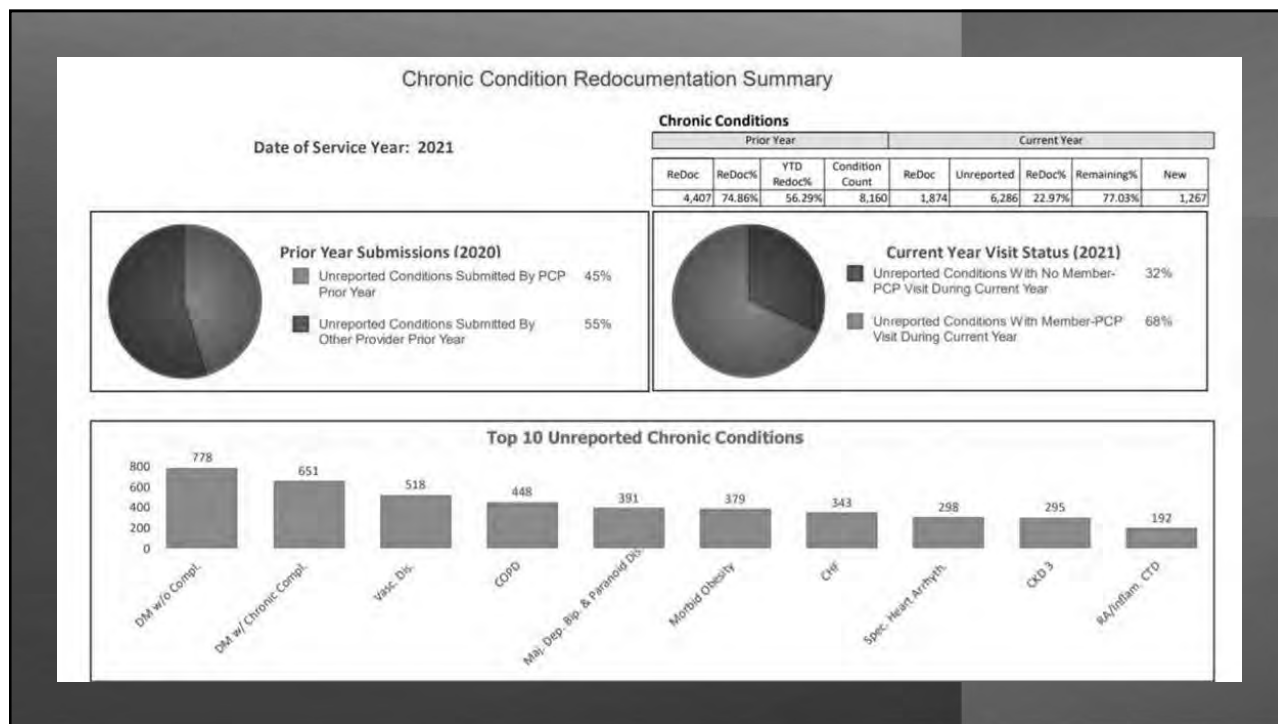 Chronic Condition Redocumentation Summary
Date of Service Year: 2021
Chronic Conditions
Prior Year Current Year
ReDoc ReDoc% YTD Redoc% Condition Count ReDoc Unreported ReDoc% Remaining% New
4,407 74.86% 56.29% 8,160 1,874 6,286 22.97% 77.03% 1,267
Prior Year Submissions (2020)
Unreported Conditions Submitted By PCP 45%
Prior Year
Unreported Conditions Submitted By 55%
Other Provider Prior Year
Current Year Visit Status (2021)
Unreported Conditions With No Member- 32%
PCP Visit During Current Year
Unreported Conditions With Member-PCP 68%
Visit During Current Year
Top 10 Unreported Chronic Conditions
800
600
400
200
0
778
651
518
448
391
379
343
298
295
192
DM w/o Compl.
DM w/ Chronic Compl.
Vasc. Dis.
COPD
Maj. Dep. Bip. & Paranoid Dis.
Morbid Obesity
CHF
Spec. Heart Arrhyth.
CKD 3
RA/Inflam. CTD